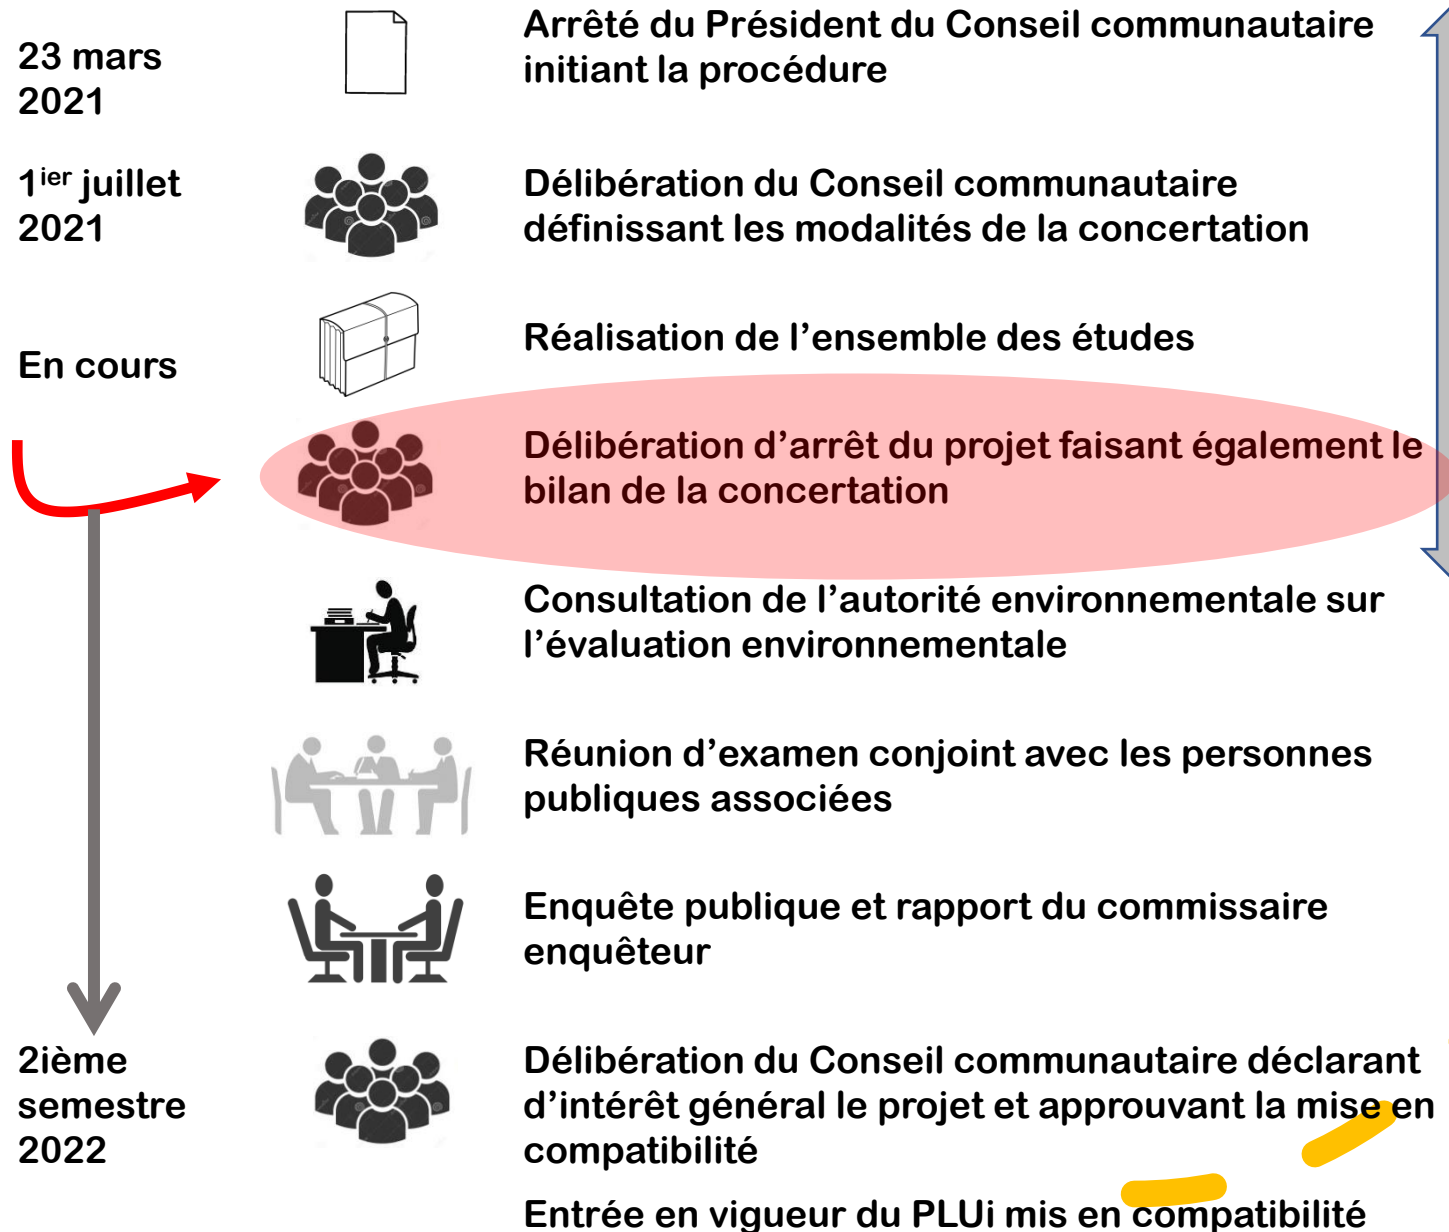 23 mars
2021
Arrêté du Président du Conseil communautaire
initiant la procédure
1ier juillet
2021
Délibération du Conseil communautaire
définissant les modalités de la concertation
En cours
Réalisation de l’ensemble des études
Délibération d’arrêt du projet faisant également le
bilan de la concertation
Consultation de l’autorité environnementale sur
l’évaluation environnementale
Réunion d’examen conjoint avec les personnes
publiques associées
Enquête publique et rapport du commissaire
enquêteur
2ième
semestre
2022
Délibération du Conseil communautaire déclarant
d’intérêt général le projet et approuvant la mise en
compatibilité
Entrée en vigueur du PLUi mis en compatibilité